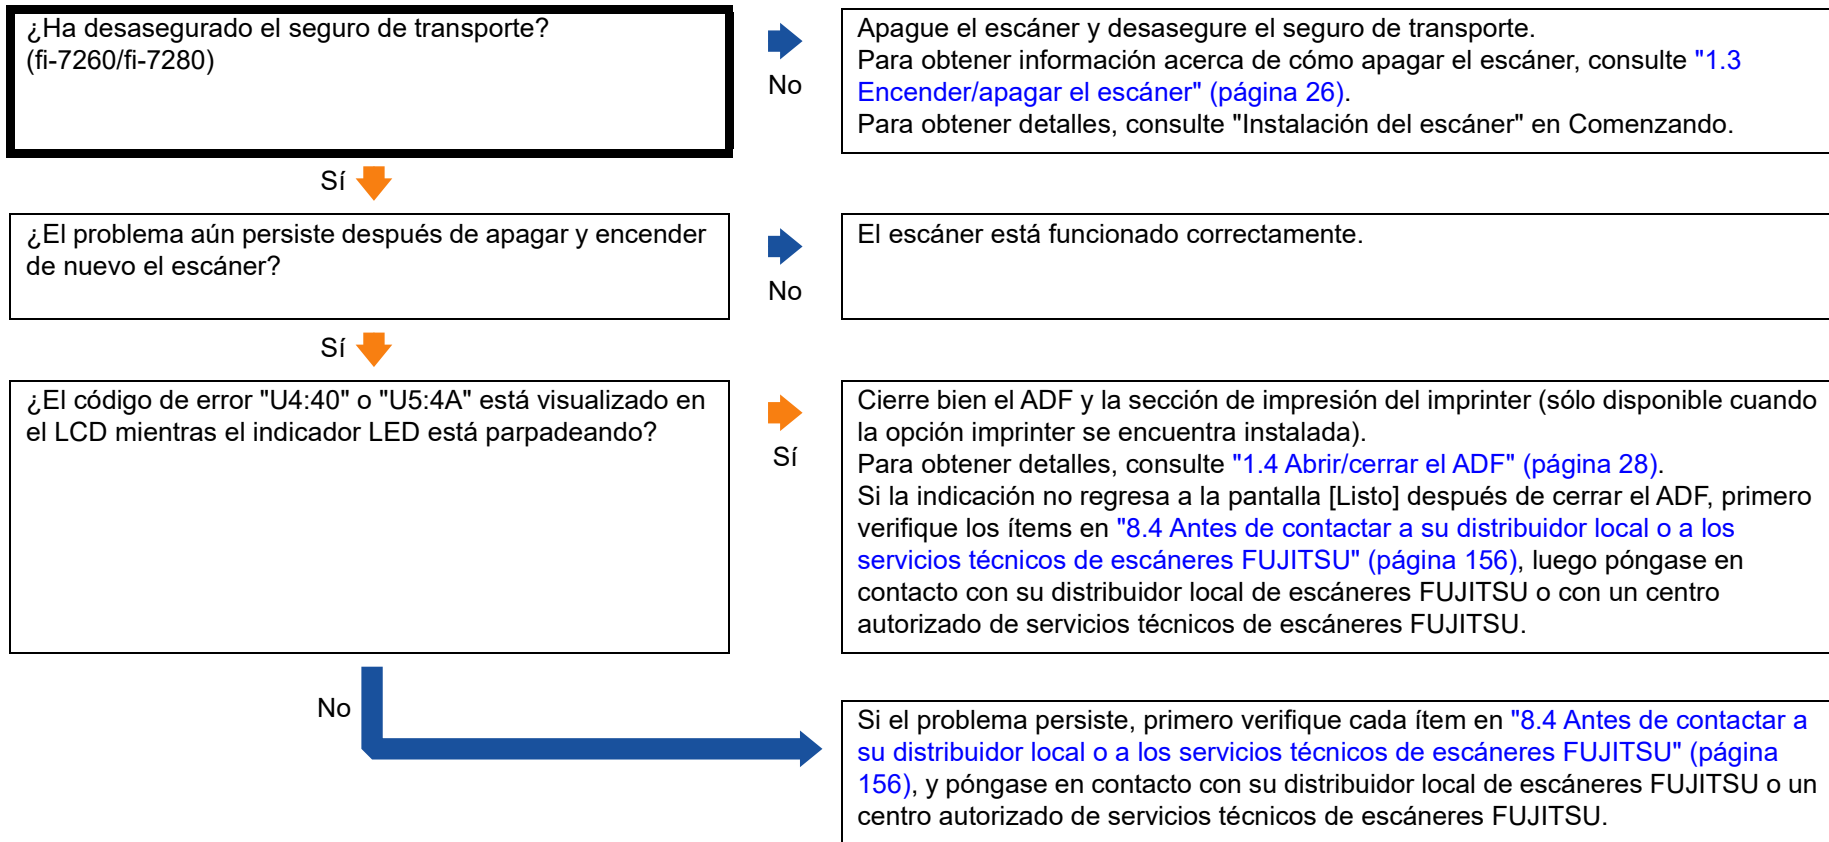 ¿Ha desasegurado el seguro de transporte?
(fi-7260/fi-7280)
No
Apague el escáner y desasegure el seguro de transporte.
Para obtener información acerca de cómo apagar el escáner, consulte "1.3
Encender/apagar el escáner" (página 26).
Para obtener detalles, consulte "Instalación del escáner" en Comenzando.
Sí
¿El problema aún persiste después de apagar y encender
de nuevo el escáner?
No
El escáner está funcionado correctamente.
Sí
¿El código de error "U4:40" o "U5:4A" está visualizado en
el LCD mientras el indicador LED está parpadeando?
Sí
Cierre bien el ADF y la sección de impresión del imprinter (sólo disponible cuando
la opción imprinter se encuentra instalada).
Para obtener detalles, consulte "1.4 Abrir/cerrar el ADF" (página 28).
Si la indicación no regresa a la pantalla [Listo] después de cerrar el ADF, primero
verifique los ítems en "8.4 Antes de contactar a su distribuidor local o a los
servicios técnicos de escáneres FUJITSU" (página 156), luego póngase en
contacto con su distribuidor local de escáneres FUJITSU o con un centro
autorizado de servicios técnicos de escáneres FUJITSU.
No
Si el problema persiste, primero verifique cada ítem en "8.4 Antes de contactar a
su distribuidor local o a los servicios técnicos de escáneres FUJITSU" (página
156), y póngase en contacto con su distribuidor local de escáneres FUJITSU o un
centro autorizado de servicios técnicos de escáneres FUJITSU.